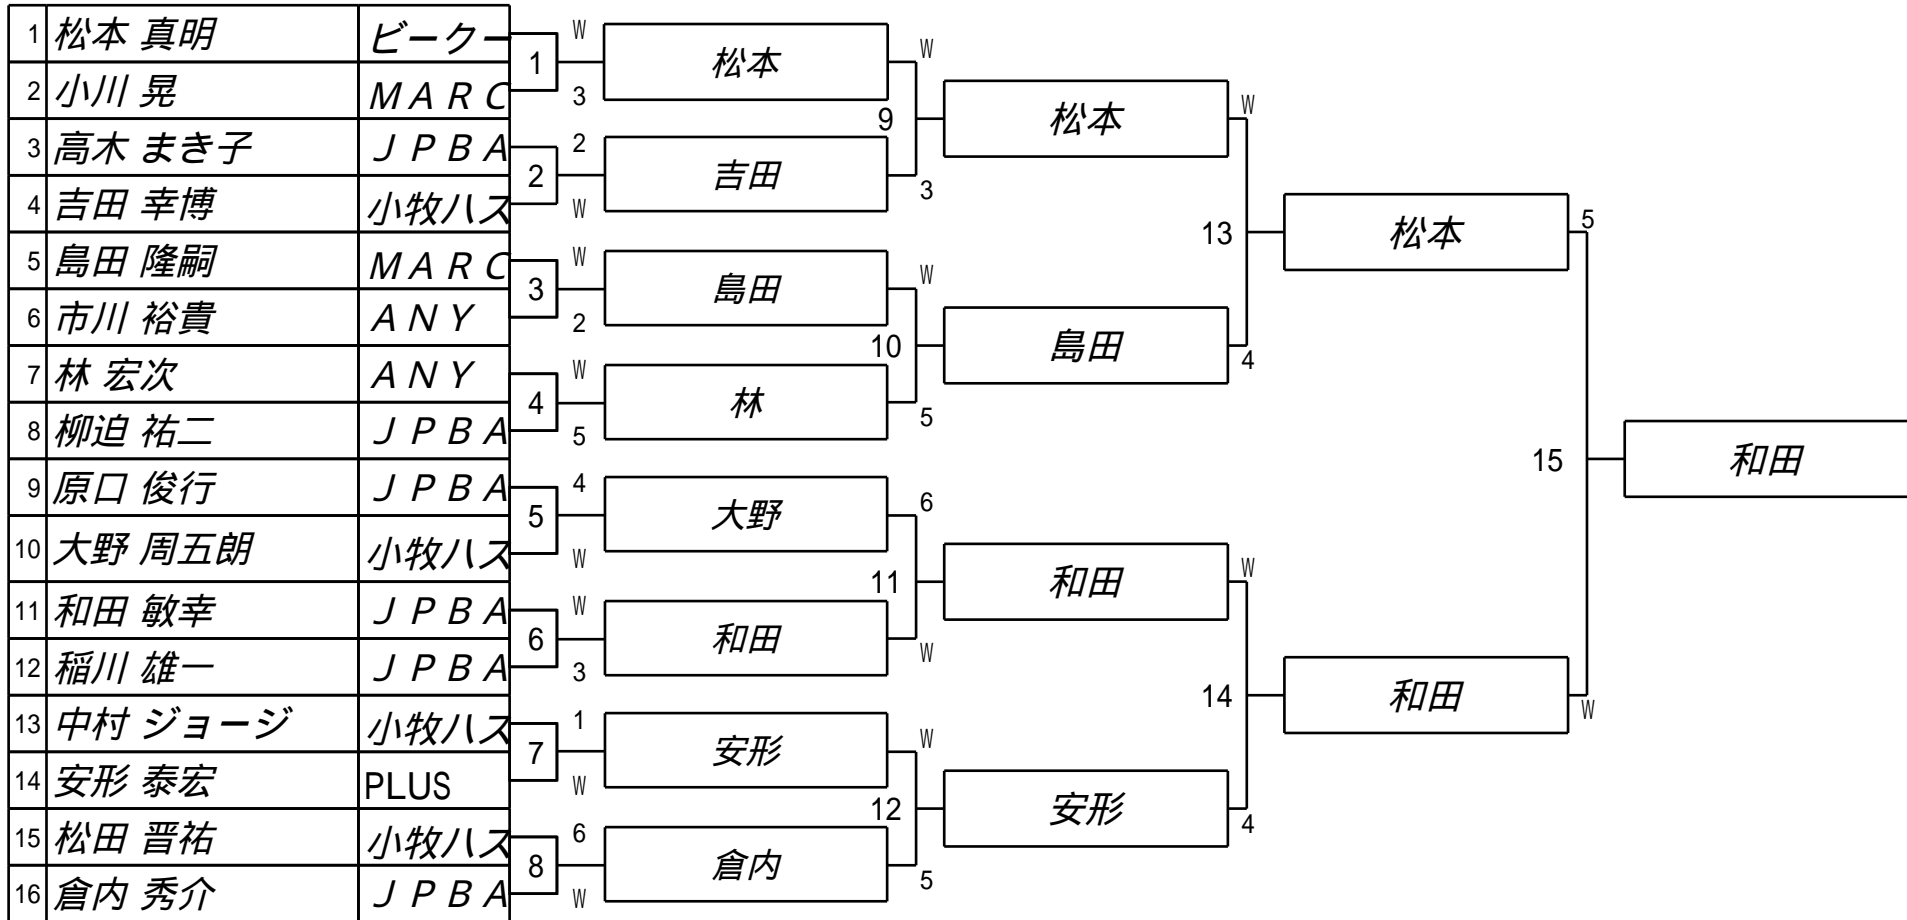 1 松本 真明 ビークー
2 小川 晃 ＭＡＲＣ
3 高木 まき子 ＪＰＢＡ
4 吉田 幸博 小牧ハス
5 島田 隆嗣 ＭＡＲＣ
6 市川 裕貴 ＡＮＹ
7 林 宏次 ＡＮＹ
8 柳迫 祐二 ＪＰＢＡ
9 原口 俊行 ＪＰＢＡ
10 大野 周五朗 小牧ハス
11 和田 敏幸 ＪＰＢＡ
12 稲川 雄一 ＪＰＢＡ
13 中村 ジョージ 小牧ハス
14 安形 泰宏 PLUS
15 松田 晋祐 小牧ハス
16 倉内 秀介 ＪＰＢＡ
W
1
3
2
2
W
W
3
2
W
4
5
4
5
W
W
6
3
1
7
W
6
8
W
松本
吉田
島田
林
大野
和田
安形
倉内
W
9
3
W
10
5
6
11
W
W
12
5
松本
島田
和田
安形
W
13
4
W
14
4
松本
和田
5
15
W
和田